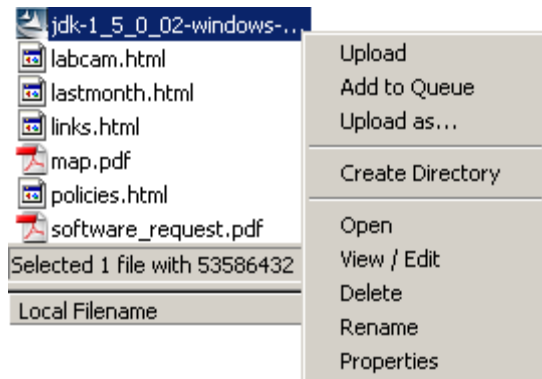 jdk-1_5_0_02-windows-...
labcam.html
lastmonth.html
links.html
map.pdf
policies.html
software_request.pdf
Selected 1 file with 53586432
Local Filename
Upload
Add to Queue
Upload as...
Create Directory
Open
View / Edit
Delete
Rename
Properties